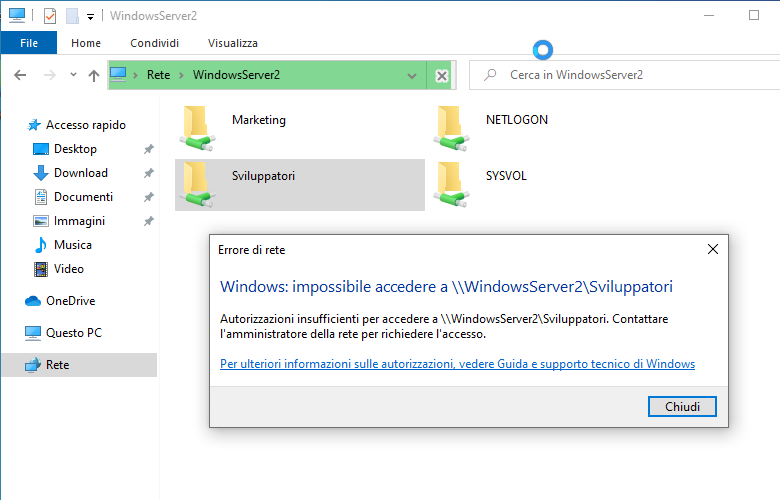 WindowsServer2
File Home Condividi Visualizza
Rete > WindowsServer2
Cerca in WindowsServer2
Accesso rapido
Desktop
Download
Documenti
Immagini
Musica
Video
OneDrive
Questo PC
Rete
Marketing
NETLOGON
Sviluppatori
SYSVOL
Errore di rete
Windows: impossibile accedere a \\WindowsServer2\Sviluppatori
Autorizzazioni insufficienti per accedere a \\WindowsServer2\Sviluppatori. Contattare
l'amministratore della rete per richiedere l'accesso.
Per ulteriori informazioni sulle autorizzazioni, vedere Guida e supporto tecnico di Windows
Chiudi